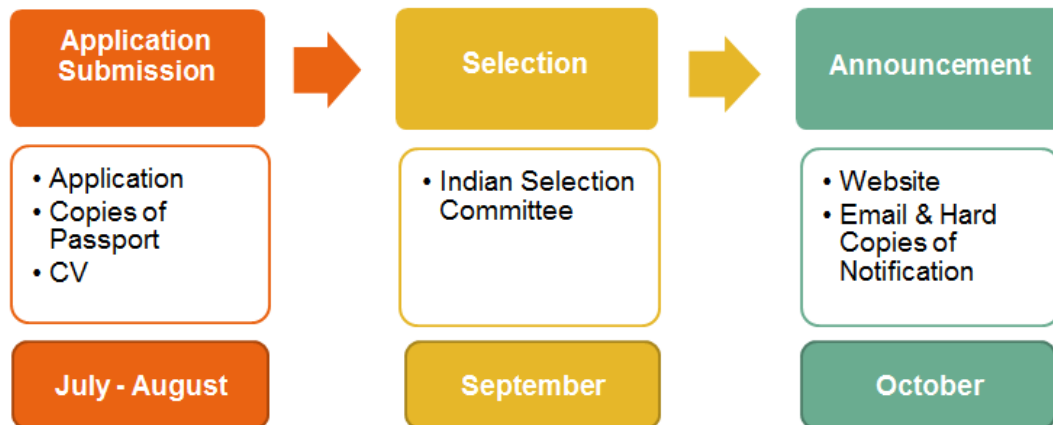 Application
Submission
Selection
Announcement
• Application
• Copies of
Passport
• CV
• Indian Selection
Committee
• Website
• Email & Hard
Copies of
Notification
July - August
September
October